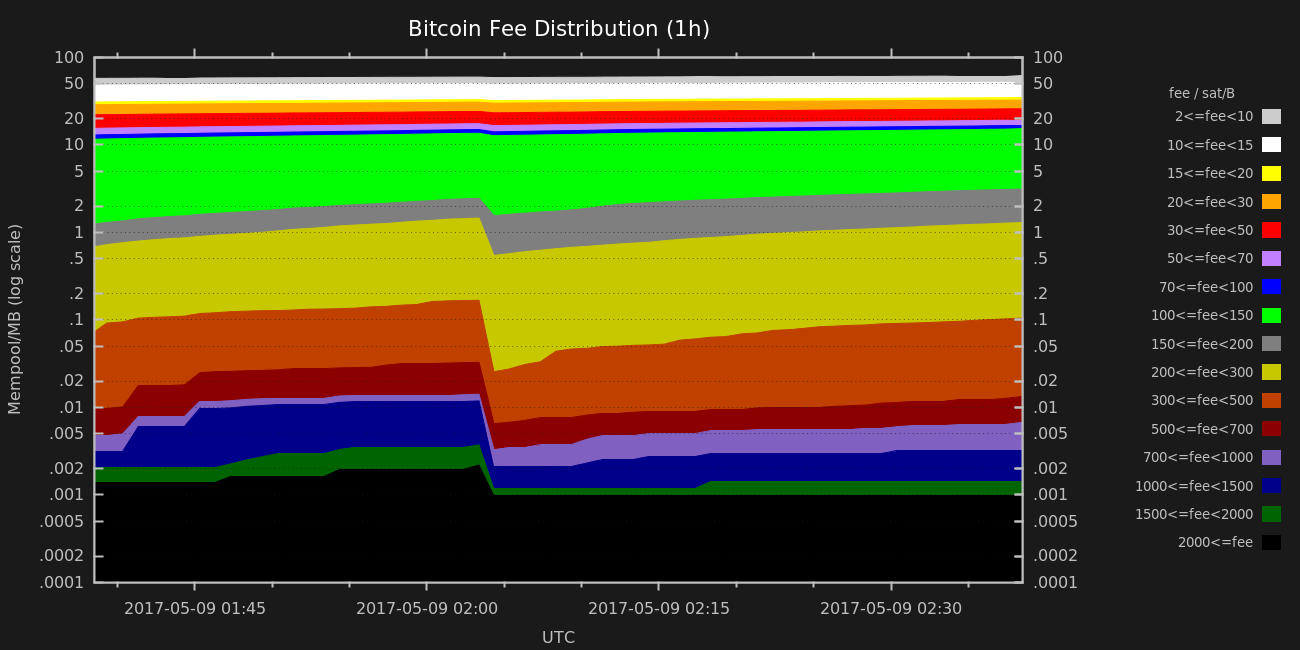 Bitcoin Fee Distribution (1h)
Mempool/MB (log scale)
100
50
20
10
5
2
1
.5
.2
.1
.05
.02
.01
.005
.002
.001
.0005
.0002
.0001
100
50
20
10
5
2
1
.5
.2
.1
.05
.02
.01
.005
.002
.001
.0005
.0002
.0001
2017-05-09 01:45
2017-05-09 02:00
2017-05-09 02:15
2017-05-09 02:30
UTC
fee / sat/B
2<=fee<10
10<=fee<15
15<=fee<20
20<=fee<30
30<=fee<50
50<=fee<70
70<=fee<100
100<=fee<150
150<=fee<200
200<=fee<300
300<=fee<500
500<=fee<700
700<=fee<1000
1000<=fee<1500
1500<=fee<2000
2000<=fee